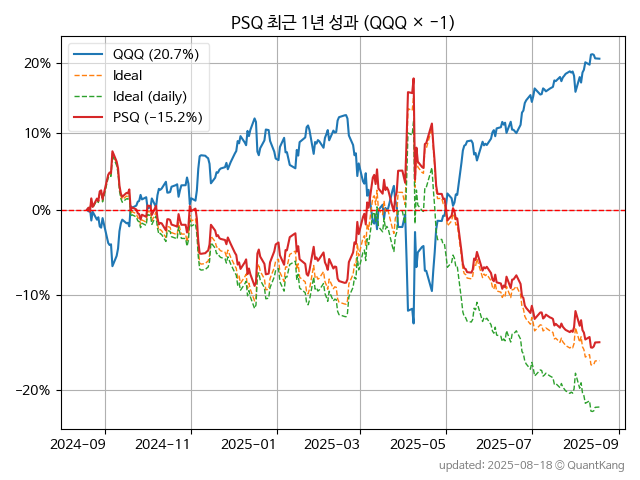 PSQ 최근 1년 성과 (QQQ × −1)
QQQ (20.7%)
Ideal
Ideal (daily)
PSQ (−15.2%)
20%
10%
0%
−10%
−20%
2024-09 2024-11 2025-01 2025-03 2025-05 2025-07 2025-09
updated: 2025-08-18 © QuantKang